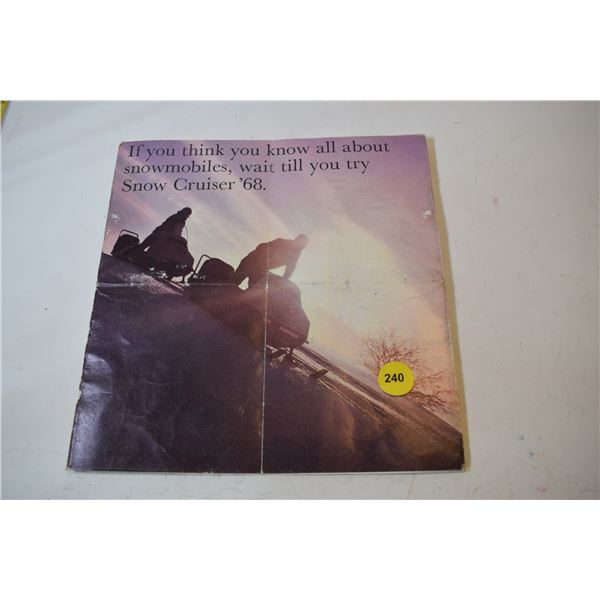 If you think you know all about
snowmobiles, wait till you try
Snow Cruiser '68.
240